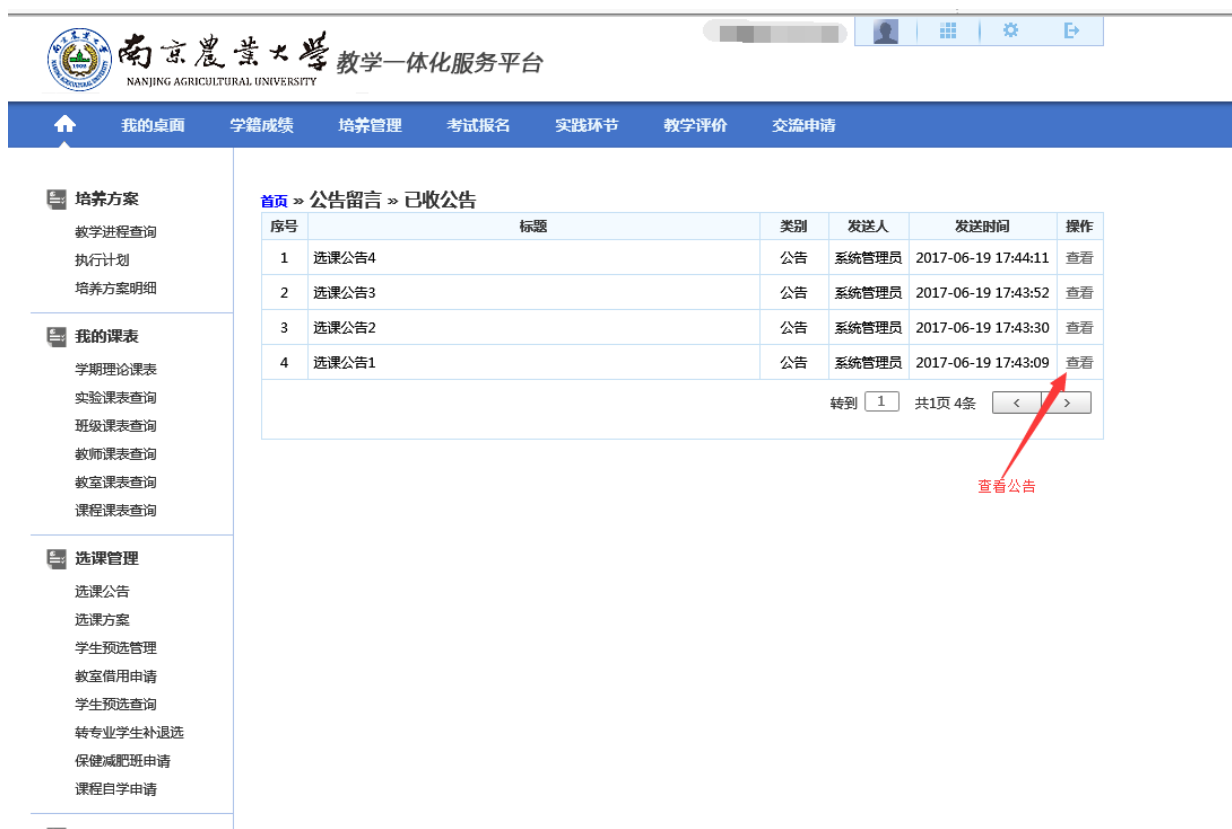 南京農業大學 教学一体化服务平台
NANJING AGRICULTURAL UNIVERSITY
我的桌面 学籍成绩 培养管理 考试报名 实践环节 教学评价 交流申请
培养方案
教学进程查询
执行计划
培养方案明细
我的课表
学期理论课表
实验课表查询
班级课表查询
教师课表查询
教室课表查询
课程课表查询
选课管理
选课公告
选课方案
学生预选管理
教室借用申请
学生预选查询
转专业学生补退选
保健减肥班申请
课程自学申请
首页 » 公告留言 » 已收公告
序号 标题 类别 发送人 发送时间 操作
1 选课公告4 公告 系统管理员 2017-06-19 17:44:11 查看
2 选课公告3 公告 系统管理员 2017-06-19 17:43:52 查看
3 选课公告2 公告 系统管理员 2017-06-19 17:43:30 查看
4 选课公告1 公告 系统管理员 2017-06-19 17:43:09 查看
转到 1 共1页 4条 < >
查看公告